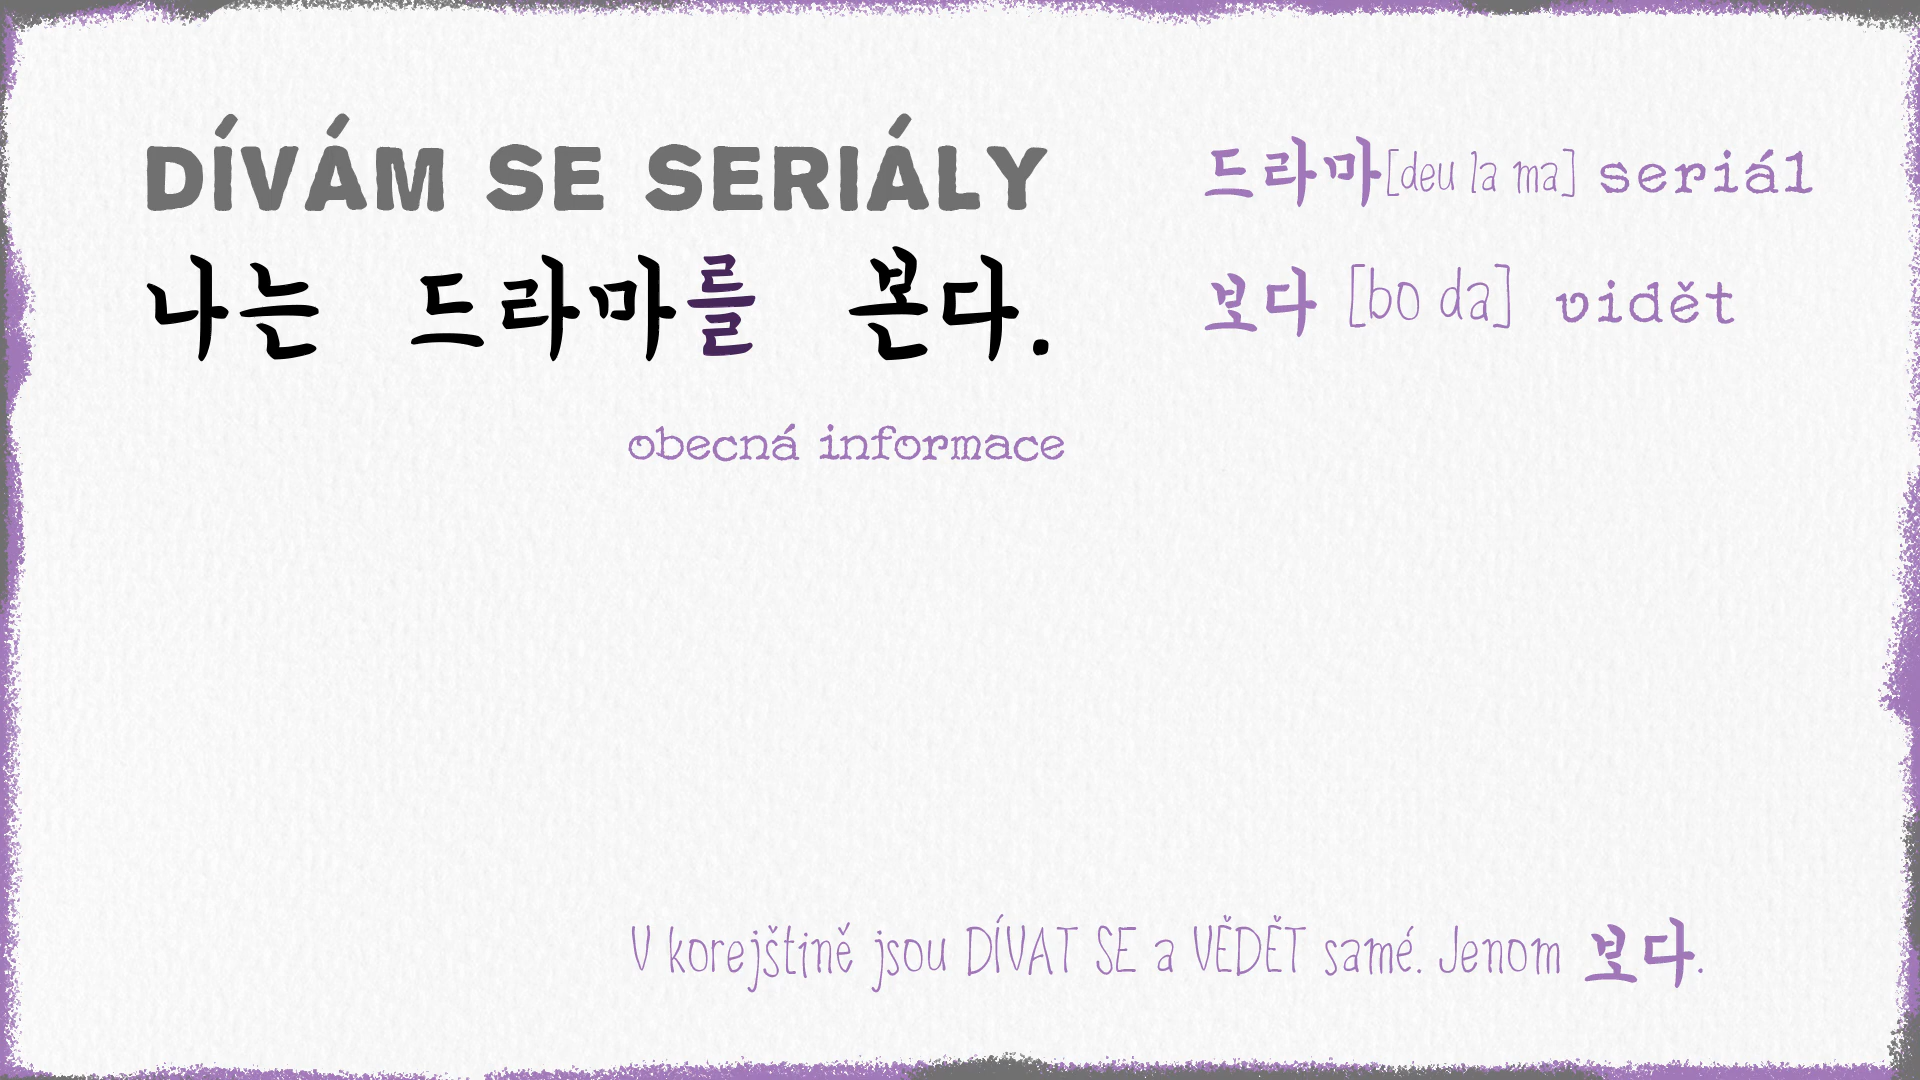 DÍVÁM SE SERIÁLY
나는 드라마를 본다.
obecná informace
드라마[deu la ma] seriál
보다 [bo da] vidět
V korejštině jsou DÍVAT SE a VĚDĚT samé. Jenom 보다.